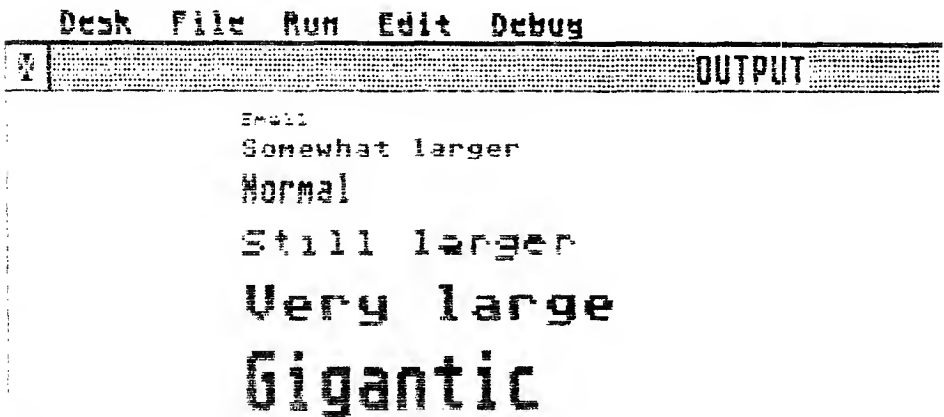 Desk File Run Edit Debug
OUTPUT
Small
Somewhat larger
Normal
Still larger
Very large
Gigantic